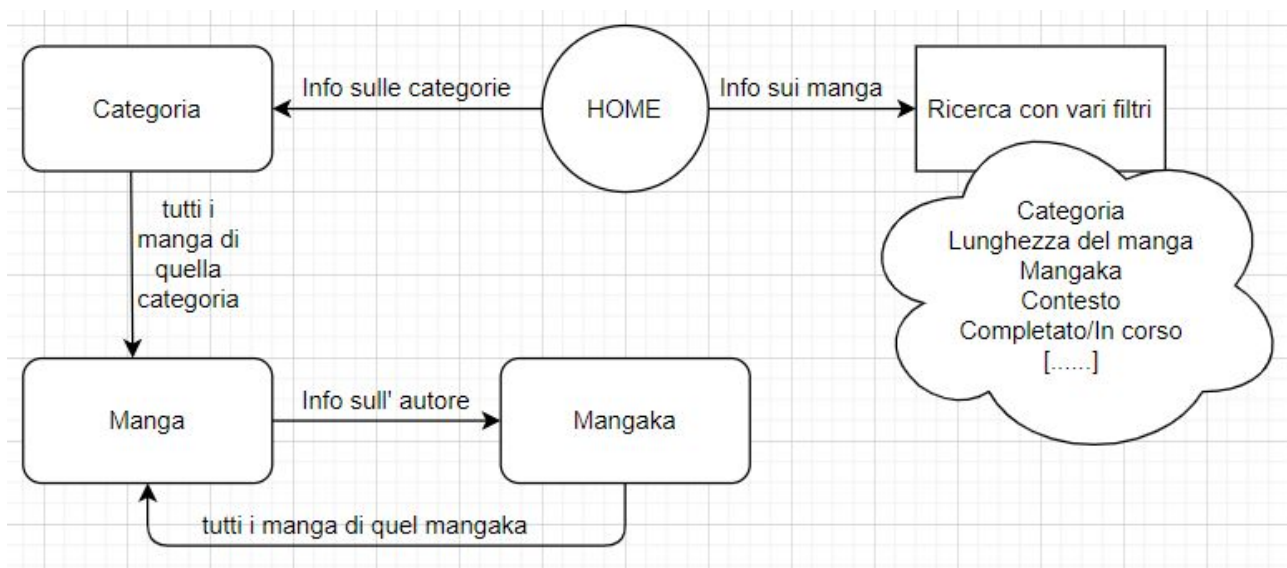 Categoria
Info sulle categorie
HOME
Info sui manga
Ricerca con vari filtri
tutti i
manga di
quella
categoria
Categoria
Lunghezza del manga
Mangaka
Contesto
Completato/In corso
[......]
Manga
Info sull' autore
Mangaka
tutti i manga di quel mangaka